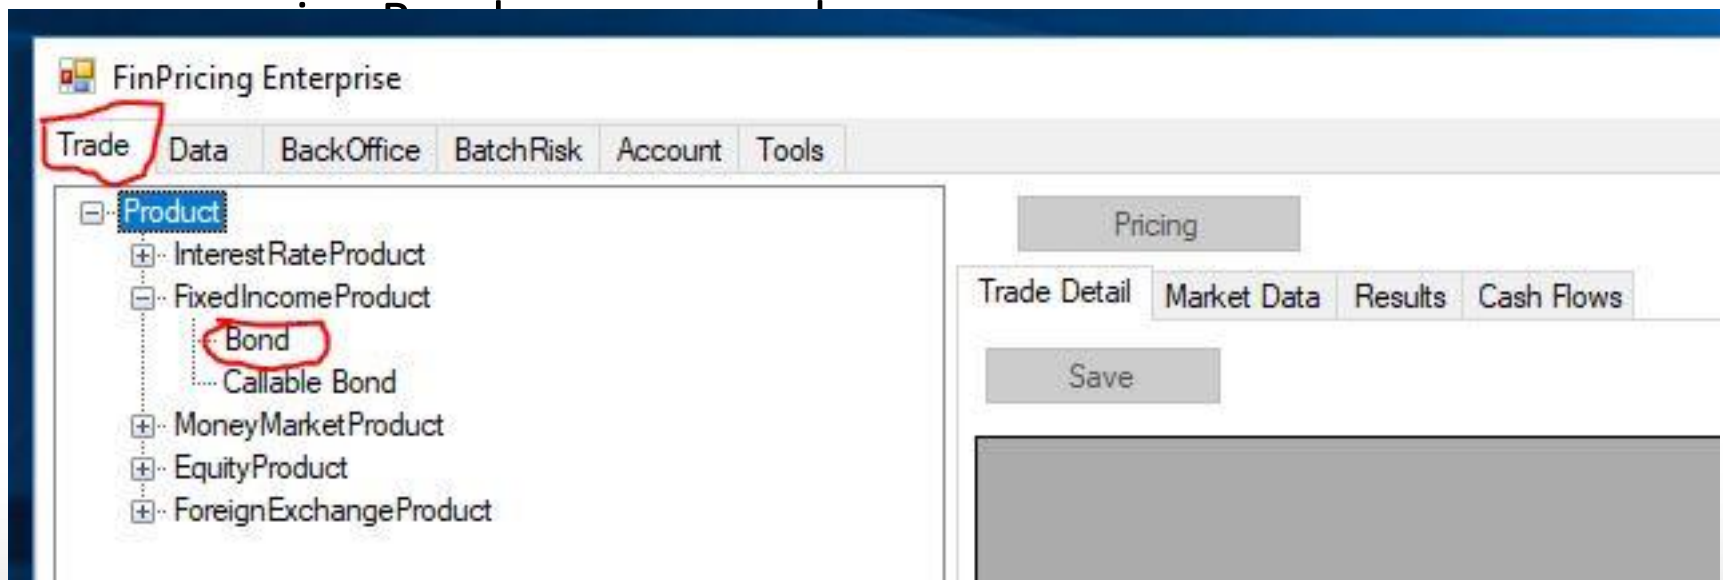 FinPricing Enterprise
Trade Data BackOffice BatchRisk Account Tools
Product
InterestRateProduct
FixedIncomeProduct
Bond
Callable Bond
MoneyMarketProduct
EquityProduct
ForeignExchangeProduct
Pricing
Trade Detail Market Data Results Cash Flows
Save